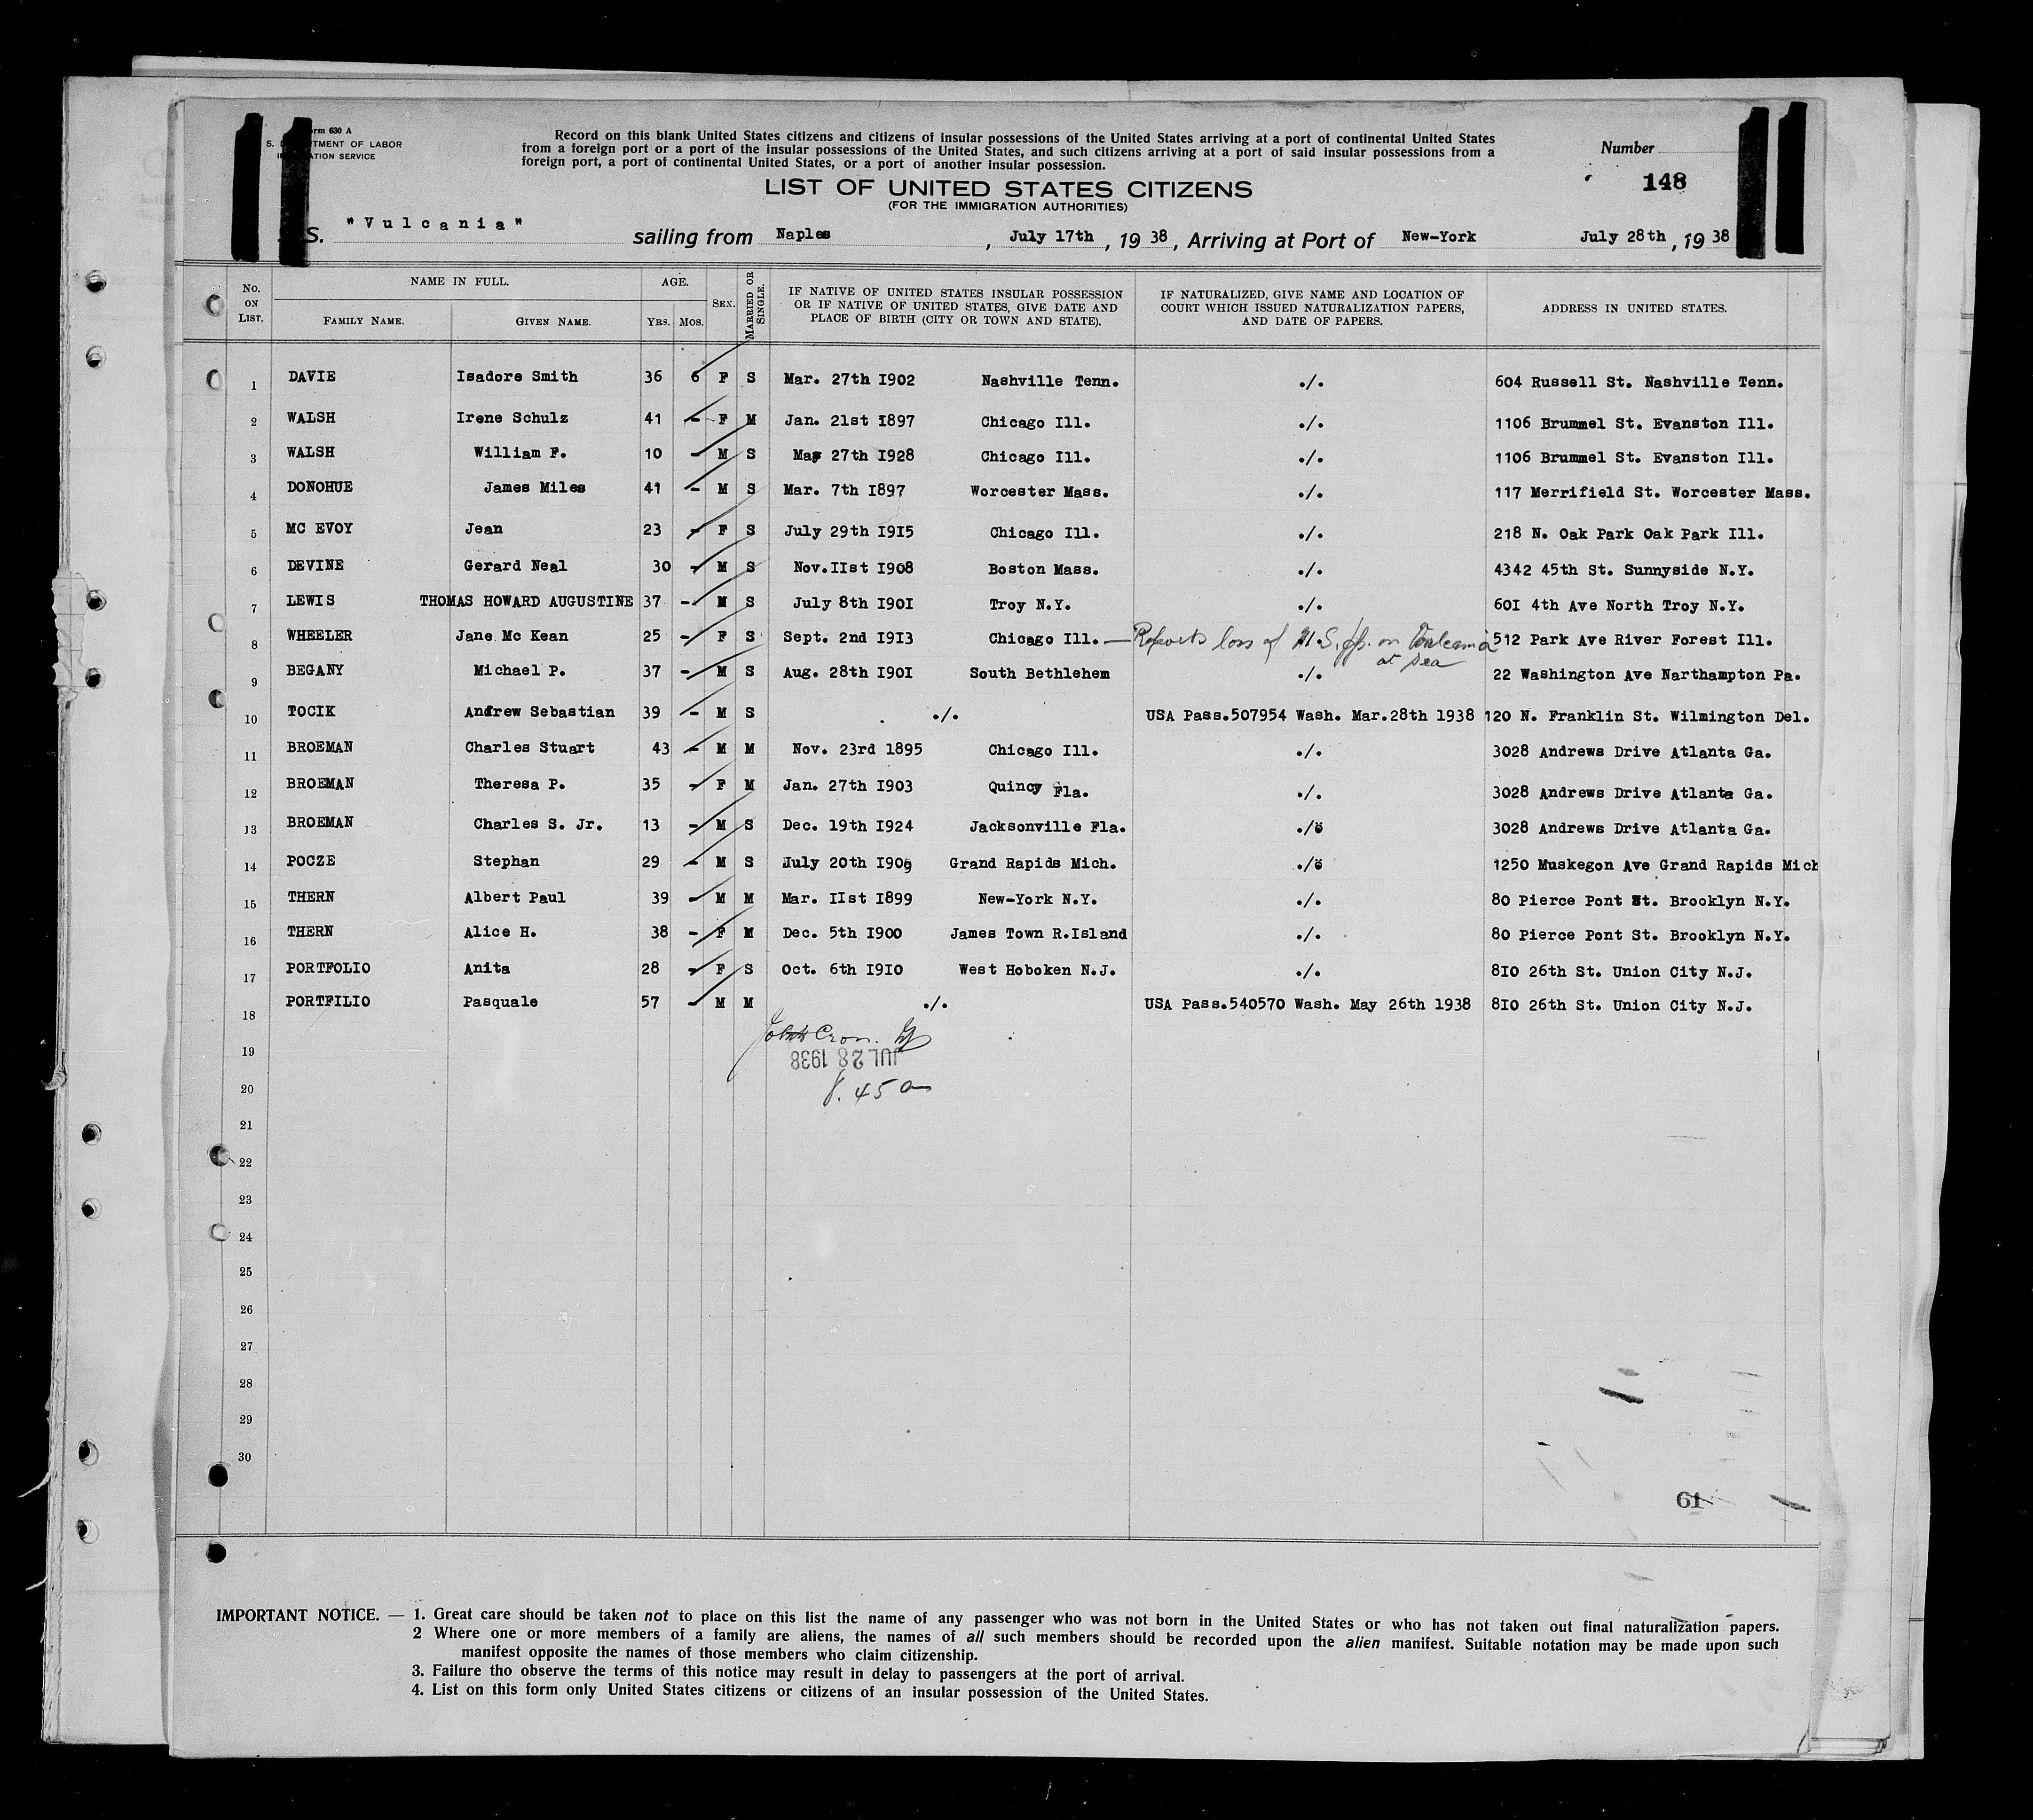 Form 630 A
S. DEPARTMENT OF LABOR
IMMIGRATION SERVICE
Record on this blank United States citizens and citizens of insular possessions of the United States arriving at a port of continental United States
from a foreign port or a port of the insular possessions of the United States, and such citizens arriving at a port of said insular possessions from a
foreign port, a port of continental United States, or a port of another insular possession.
Number
148
LIST OF UNITED STATES CITIZENS
(FOR THE IMMIGRATION AUTHORITIES)
S. "Vulcania" sailing from Naples, July 17th, 1938, Arriving at Port of New-York July 28th, 1938
No. ON LIST. NAME IN FULL. FAMILY NAME. GIVEN NAME. AGE. YRS. MOS. SEX. MARRIED OR SINGLE. IF NATIVE OF UNITED STATES INSULAR POSSESSION OR IF NATIVE OF UNITED STATES, GIVE DATE AND PLACE OF BIRTH (CITY OR TOWN AND STATE). IF NATURALIZED, GIVE NAME AND LOCATION OF COURT WHICH ISSUED NATURALIZATION PAPERS, AND DATE OF PAPERS. ADDRESS IN UNITED STATES.
1 DAVIE Isadore Smith 36 6 F S Mar. 27th I902 Nashville Tenn. ./. 604 Russell St. Nashville Tenn.
2 WALSH Irene Schulz 41 - F M Jan. 21st I897 Chicago Ill. ./. 1106 Brummel St. Evanston Ill.
3 WALSH William F. 10 - M S May 27th I928 Chicago Ill. ./. 1106 Brummel St. Evanston Ill.
4 DONOHUE James Miles 41 - M S Mar. 7th I897 Worcester Mass. ./. 117 Merrifield St. Worcester Mass.
5 MC EVOY Jean 23 - F S July 29th I9I5 Chicago Ill. ./. 218 N. Oak Park Oak Park Ill.
6 DEVINE Gerard Neal 30 - M S Nov.IIst I908 Boston Mass. ./. 4342 45th St. Sunnyside N.Y.
7 LEWIS THOMAS HOWARD AUGUSTINE 37 - M S July 8th I90I Troy N.Y. ./. 60I 4th Ave North Troy N.Y.
8 WHEELER Jane Mc Kean 25 - F S Sept. 2nd I9I3 Chicago Ill. — Reports loss of U.S. pp. on Vulcania 512 Park Ave River Forest Ill.
at sea
9 BEGANY Michael P. 37 - M S Aug. 28th I90I South Bethlehem ./. 22 Washington Ave Narthampton Pa.
10 TOCIK Andrew Sebastian 39 - M S ./. USA Pass.507954 Wash. Mar.28th 1938 120 N. Franklin St. Wilmington Del.
11 BROEMAN Charles Stuart 43 - M M Nov. 23rd 1895 Chicago Ill. ./. 3028 Andrews Drive Atlanta Ga.
12 BROEMAN Theresa P. 35 - F M Jan. 27th I903 Quincy Fla. ./. 3028 Andrews Drive Atlanta Ga.
13 BROEMAN Charles S. Jr. 13 - M S Dec. 19th I924 Jacksonville Fla. ./. 3028 Andrews Drive Atlanta Ga.
14 POCZE Stephan 29 - M S July 20th I909 Grand Rapids Mich. ./. 1250 Muskegon Ave Grand Rapids Mich
15 THERN Albert Paul 39 - M M Mar. IIst I899 New-York N.Y. ./. 80 Pierce Pont St. Brooklyn N.Y.
16 THERN Alice H. 38 - F M Dec. 5th I900 James Town R.Island ./. 80 Pierce Pont St. Brooklyn N.Y.
17 PORTFOLIO Anita 28 - F S Oct. 6th I9I0 West Hoboken N.J. ./. 8I0 26th St. Union City N.J.
18 PORTFILIO Pasquale 57 - M M ./. USA Pass.540570 Wash. May 26th 1938 8I0 26th St. Union City N.J.
19 JUL 28 1938
20 8.45 a
21
22
23
24
25
26
27
28
29
30
61
IMPORTANT NOTICE. — 1. Great care should be taken not to place on this list the name of any passenger who was not born in the United States or who has not taken out final naturalization papers.
2 Where one or more members of a family are aliens, the names of all such members should be recorded upon the alien manifest. Suitable notation may be made upon such
manifest opposite the names of those members who claim citizenship.
3. Failure tho observe the terms of this notice may result in delay to passengers at the port of arrival.
4. List on this form only United States citizens or citizens of an insular possession of the United States.